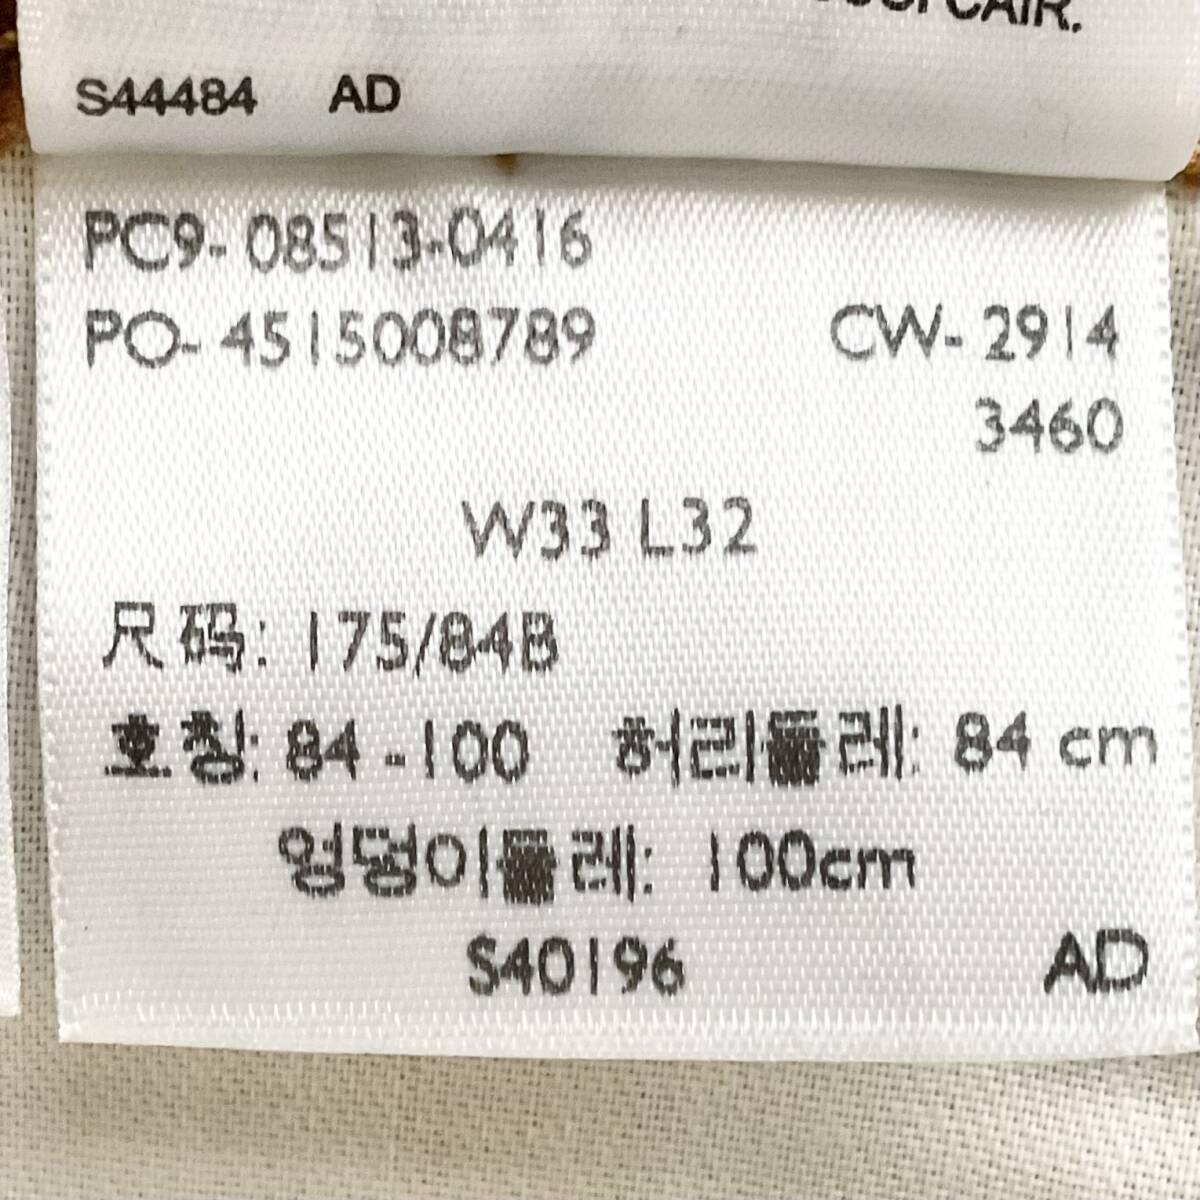 CAIR.
S44484 AD
PC9- 08513-0416
PO- 4515008789 CW- 2914
3460
W33 L32
尺码: 175/84B
호칭: 84 -100 허리둘레: 84 cm
엉덩이둘레: 100cm
S40196 AD